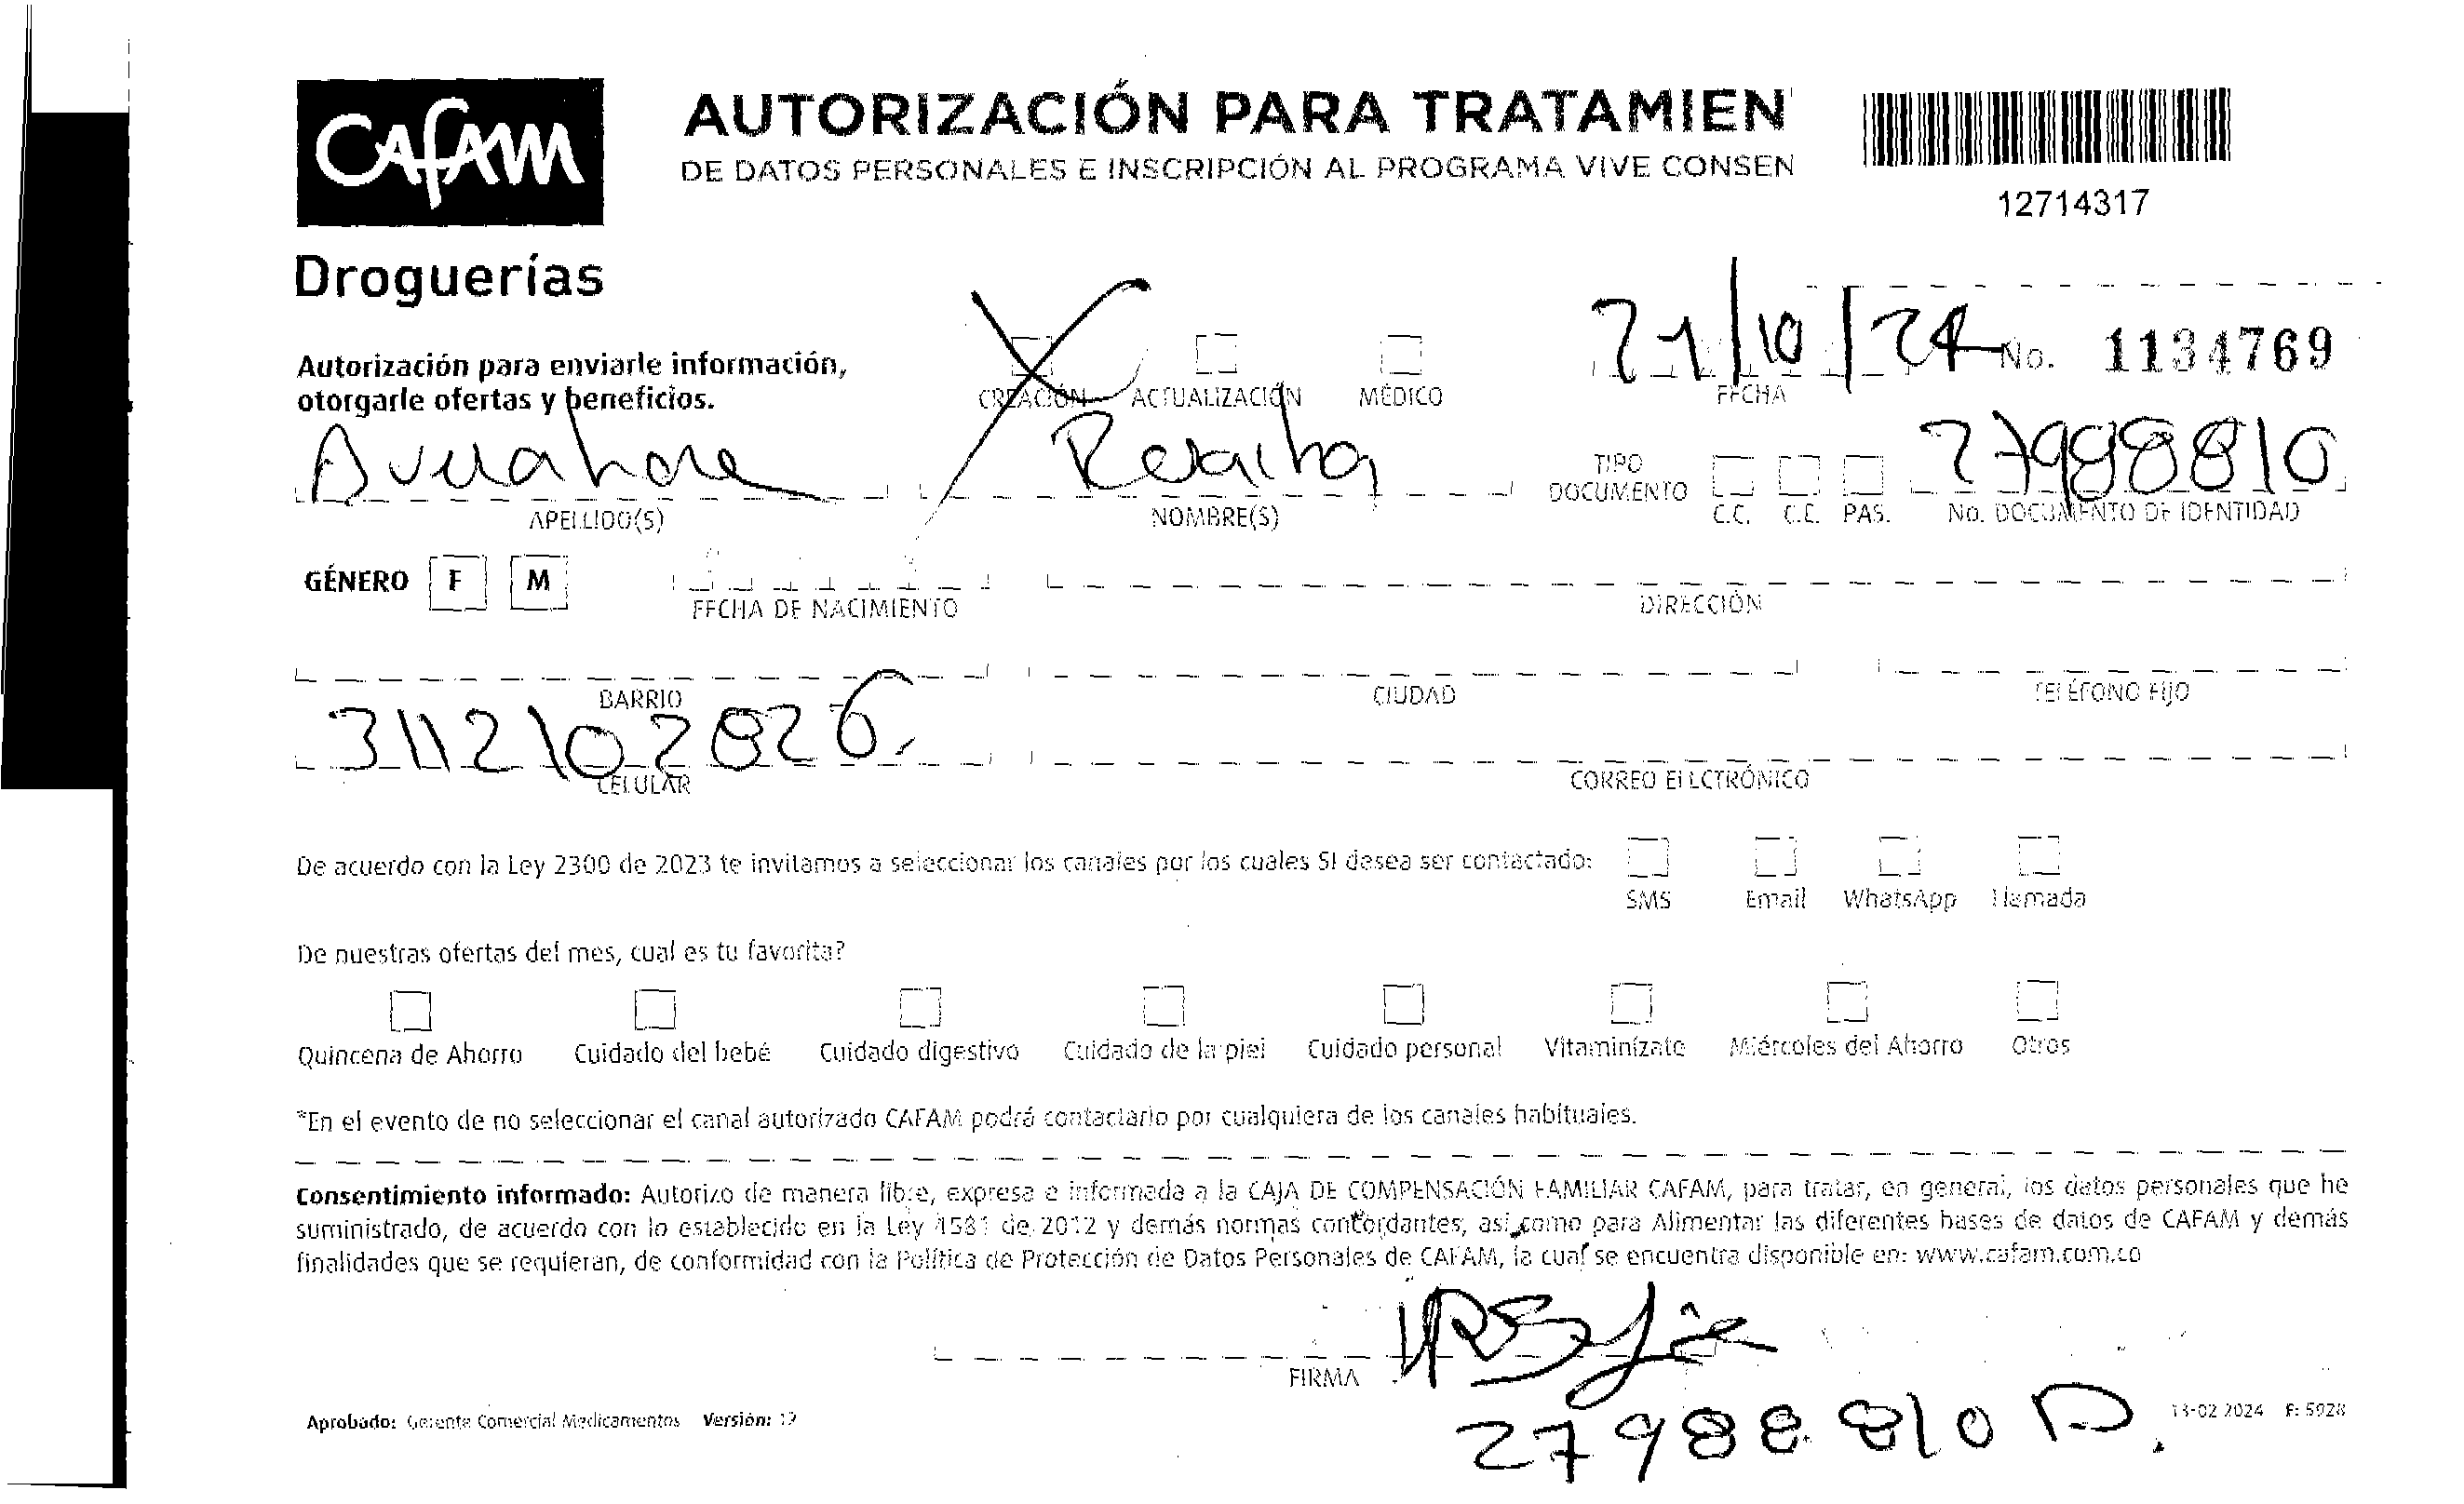 CAFAM
AUTORIZACIÓN PARA TRATAMIEN
DE DATOS PERSONALES E INSCRIPCIÓN AL PROGRAMA VIVE CONSEN
12714317
Droguerías
Autorización para enviarle información,
otorgarle ofertas y beneficios.
CREACIÓN ACTUALIZACIÓN MÉDICO
21/10/24 No. 1134769
FECHA
TIPO
DOCUMENTO C.C. C.E. PAS.
APELLIDO(S) NOMBRE(S) No. DOCUMENTO DE IDENTIDAD
GÉNERO F M
FECHA DE NACIMIENTO DIRECCIÓN
BARRIO CIUDAD TELÉFONO FIJO
3112102826
CELULAR CORREO ELECTRÓNICO
De acuerdo con la Ley 2300 de 2023 te invitamos a seleccionar los canales por los cuales SI desea ser contactado:
SMS Email WhatsApp Llamada
De nuestras ofertas del mes, cual es tu favorita?
Quincena de Ahorro Cuidado del bebé Cuidado digestivo Cuidado de la piel Cuidado personal Vitaminízate Miércoles del Ahorro Otros
*En el evento de no seleccionar el canal autorizado CAFAM podrá contactarlo por cualquiera de los canales habituales.
Consentimiento informado: Autorizo de manera libre, expresa e informada a la CAJA DE COMPENSACIÓN FAMILIAR CAFAM, para tratar, en general, los datos personales que he
suministrado, de acuerdo con lo establecido en la Ley 1581 de 2012 y demás normas concordantes, así como para Alimentar las diferentes bases de datos de CAFAM y demás
finalidades que se requieran, de conformidad con la Política de Protección de Datos Personales de CAFAM, la cual se encuentra disponible en: www.cafam.com.co
FIRMA
Aprobado: Gerente Comercial Medicamentos Versión: 12 13-02 2024 F: 5928
27988.810